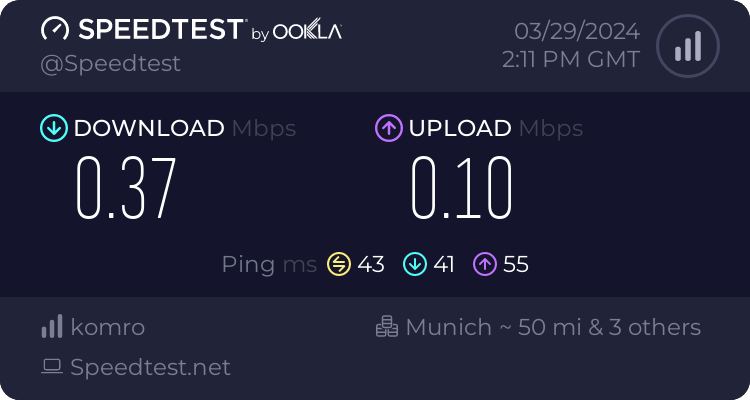 SPEEDTEST by OOKLA
@Speedtest
03/29/2024
2:11 PM GMT
DOWNLOAD Mbps
0.37
UPLOAD Mbps
0.10
Ping ms 43 41 55
komro
Munich ~ 50 mi & 3 others
Speedtest.net